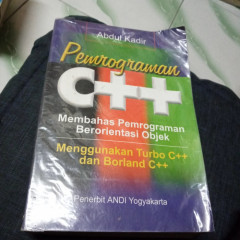 Abdul Kadir
Pemrograman
C++
Membahas Pemrograman
Berorientasi Objek
Menggunakan Turbo C++
dan Borland C++
Penerbit ANDI Yogyakarta